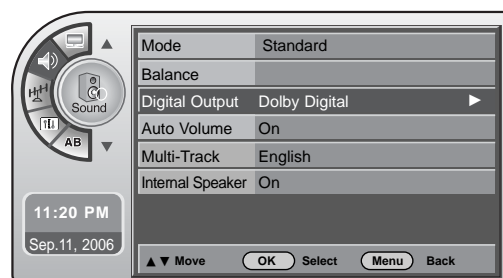 Mode Standard
Balance
Digital Output Dolby Digital ►
Auto Volume On
Multi-Track English
Internal Speaker On
Sound
AB
11:20 PM
Sep.11, 2006
▲▼ Move OK Select Menu Back